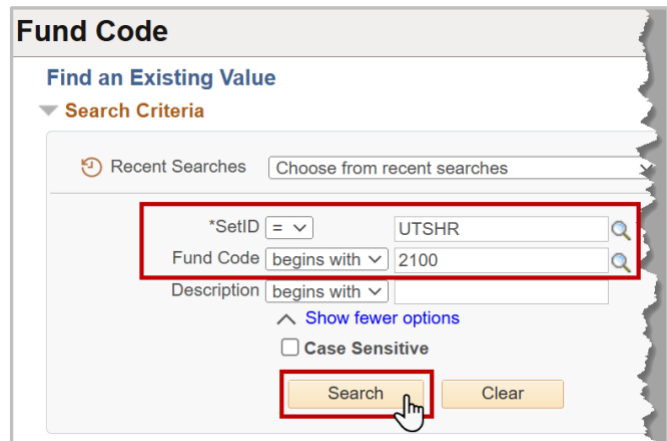 Fund Code
Find an Existing Value
Search Criteria
Recent Searches Choose from recent searches
*SetID = UTSHR
Fund Code begins with 2100
Description begins with
Show fewer options
Case Sensitive
Search Clear